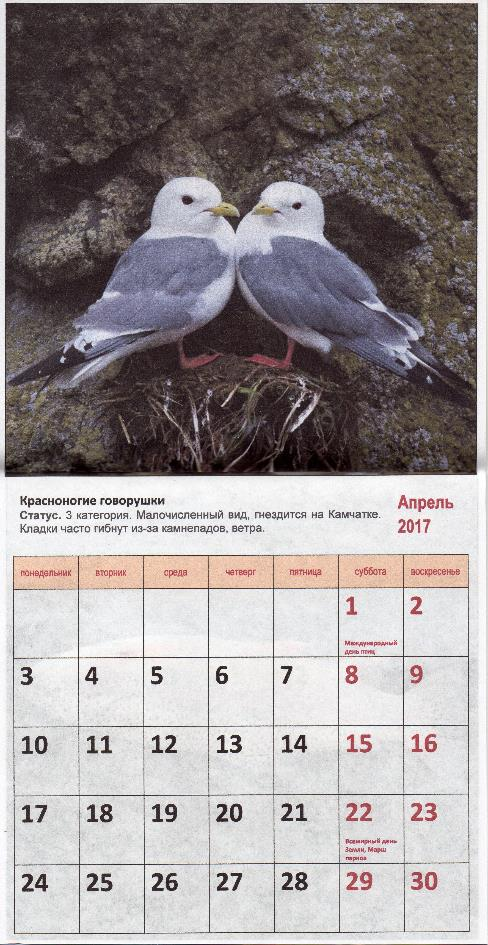 Красноногие говорушки
Статус. 3 категория. Малочисленный вид, гнездится на Камчатке.
Кладки часто гибнут из-за камнепадов, ветра.
Апрель
2017
понедельник вторник среда четверг пятница суббота воскресенье
1 2
Международный
день птиц
3 4 5 6 7 8 9
10 11 12 13 14 15 16
17 18 19 20 21 22 23
Всемирный день
Земли, Марш
парков
24 25 26 27 28 29 30